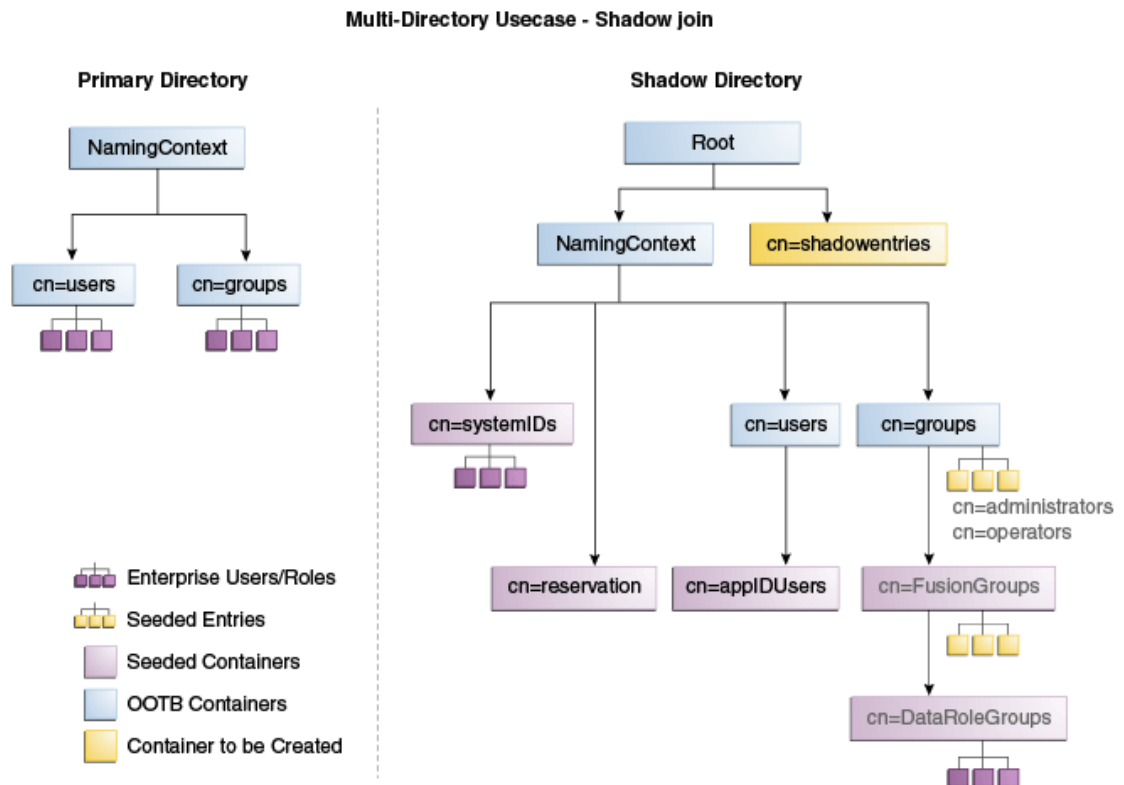 Multi-Directory Usecase - Shadow join
Primary Directory
NamingContext
cn=users
cn=groups
Shadow Directory
Root
NamingContext
cn=shadowentries
cn=systemIDs
cn=users
cn=groups
cn=administrators
cn=operators
cn=reservation
cn=appIDUsers
cn=FusionGroups
cn=DataRoleGroups
Enterprise Users/Roles
Seeded Entries
Seeded Containers
OOTB Containers
Container to be Created